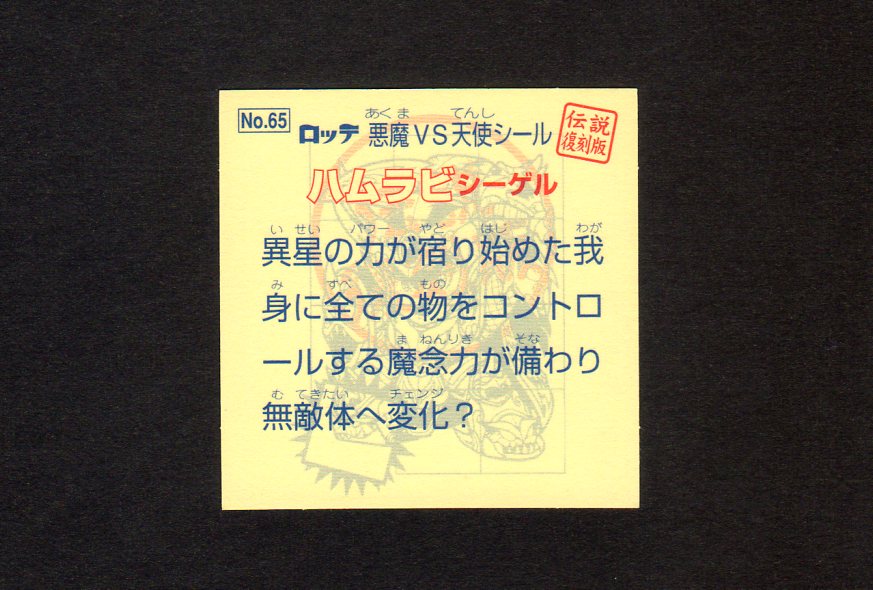 No.65
あくま てんし
ロッテ 悪魔VS天使シール
伝説
復刻版
ハムラビシーゲル
い せい パワー やど はじ わが
異星の力が宿り始めた我
み すべ もの
身に全ての物をコントロ
ま ねんりき そな
ールする魔念力が備わり
む てきたい チェンジ
無敵体へ変化？